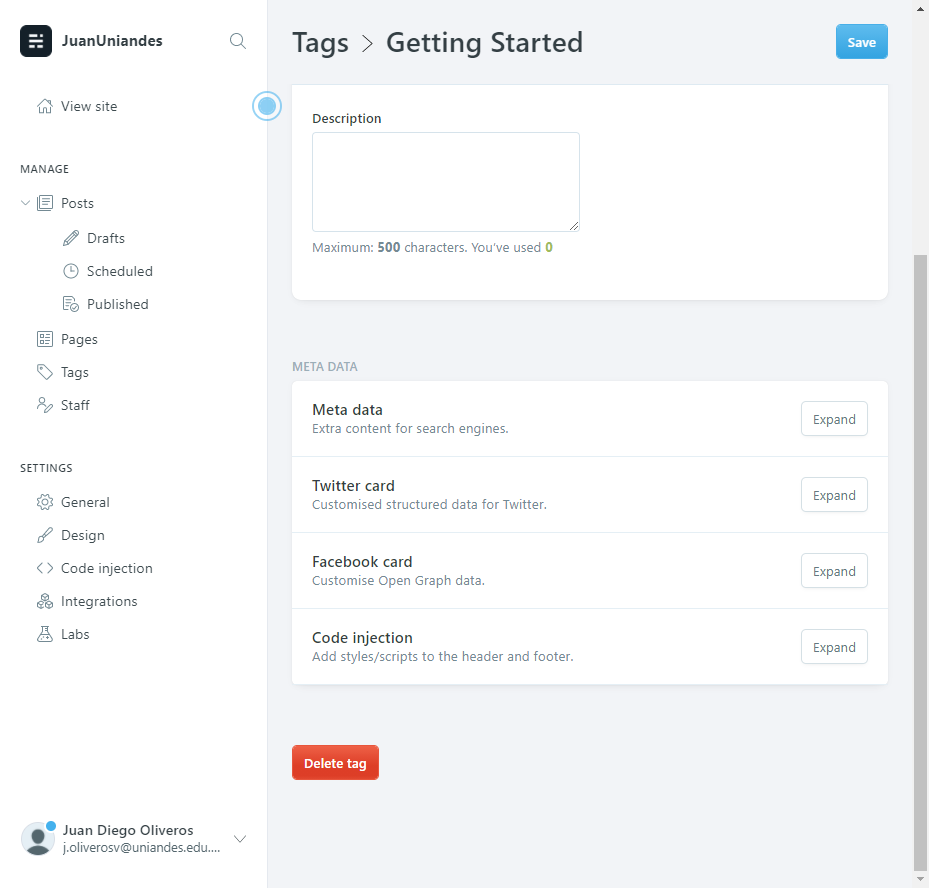 JuanUniandes
View site
MANAGE
Posts
Drafts
Scheduled
Published
Pages
Tags
Staff
SETTINGS
General
Design
Code injection
Integrations
Labs
Juan Diego Oliveros
j.oliverosv@uniandes.edu....
Tags > Getting Started
Save
Description
Maximum: 500 characters. You’ve used 0
META DATA
Meta data
Extra content for search engines.
Expand
Twitter card
Customised structured data for Twitter.
Expand
Facebook card
Customise Open Graph data.
Expand
Code injection
Add styles/scripts to the header and footer.
Expand
Delete tag